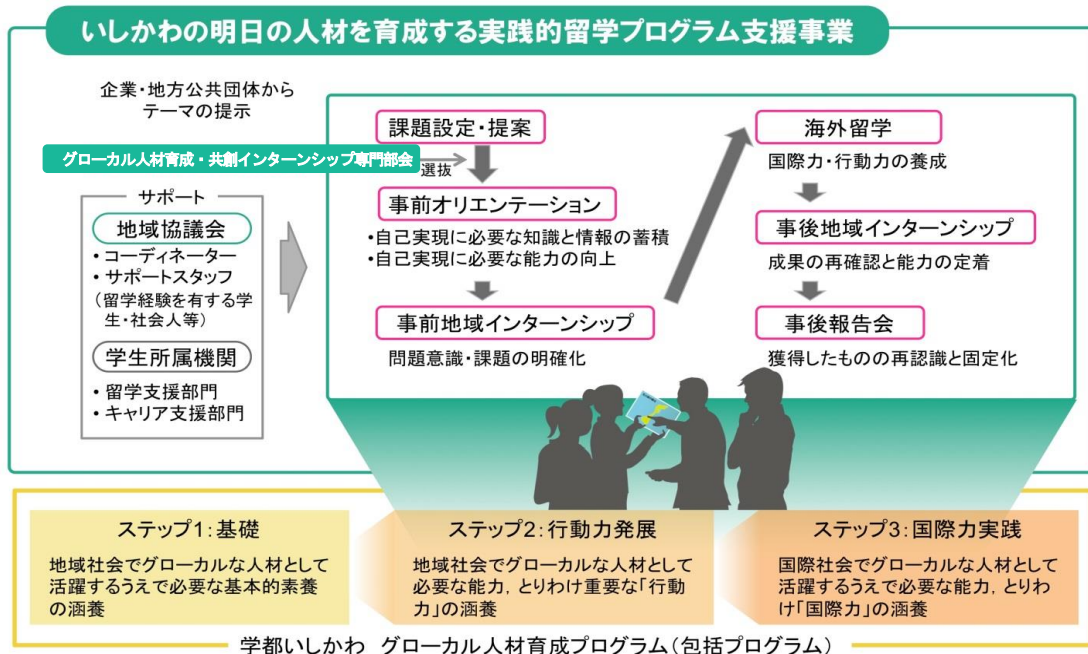 いしかわの明日の人材を育成する実践的留学プログラム支援事業
企業・地方公共団体から
テーマの提示
グローカル人材育成・共創インターンシップ専門部会
サポート
地域協議会
・コーディネーター
・サポートスタッフ
(留学経験を有する学
生・社会人等)
学生所属機関
・留学支援部門
・キャリア支援部門
課題設定・提案
選抜
事前オリエンテーション
・自己実現に必要な知識と情報の蓄積
・自己実現に必要な能力の向上
事前地域インターンシップ
問題意識・課題の明確化
海外留学
国際力・行動力の養成
事後地域インターンシップ
成果の再確認と能力の定着
事後報告会
獲得したものの再認識と固定化
ステップ1:基礎
地域社会でグローカルな人材として
活躍するうえで必要な基本的素養
の涵養
ステップ2:行動力発展
地域社会でグローカルな人材として
必要な能力，とりわけ重要な「行動
力」の涵養
ステップ3:国際力実践
国際社会でグローカルな人材として
活躍するうえで必要な能力，とりわ
け「国際力」の涵養
学都いしかわ グローカル人材育成プログラム(包括プログラム)